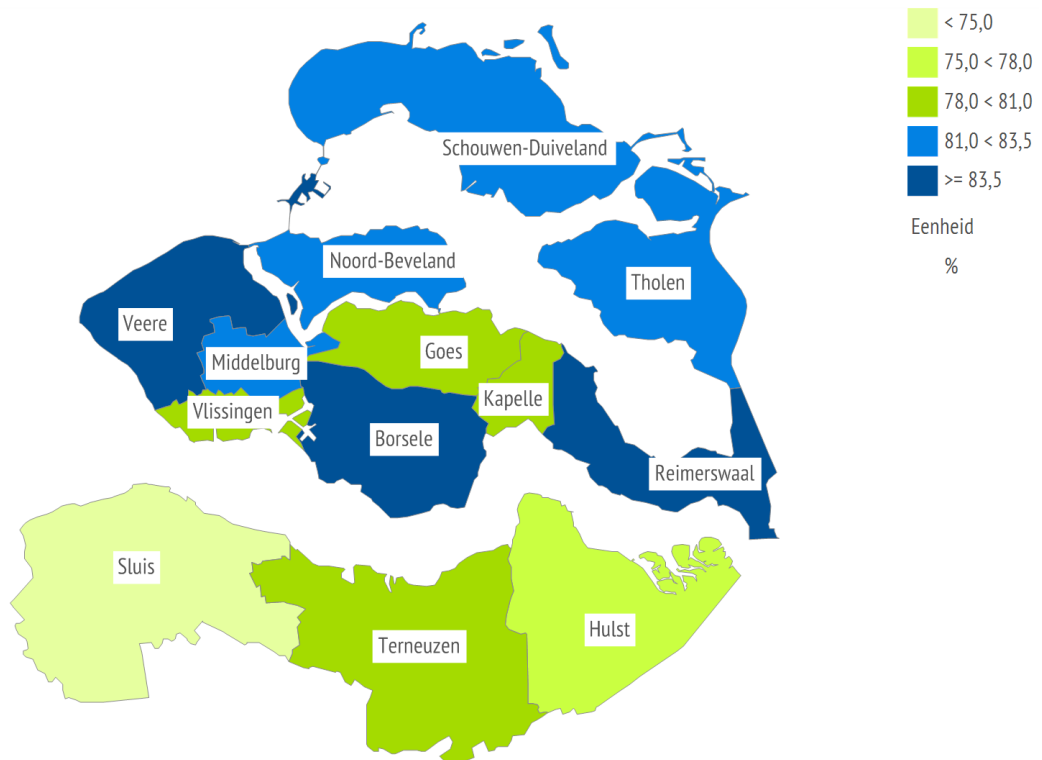 < 75,0
75,0 < 78,0
78,0 < 81,0
81,0 < 83,5
>= 83,5
Eenheid
%
Schouwen-Duiveland
Noord-Beveland
Tholen
Veere
Middelburg
Goes
Kapelle
Vlissingen
Borsele
Reimerswaal
Sluis
Hulst
Terneuzen